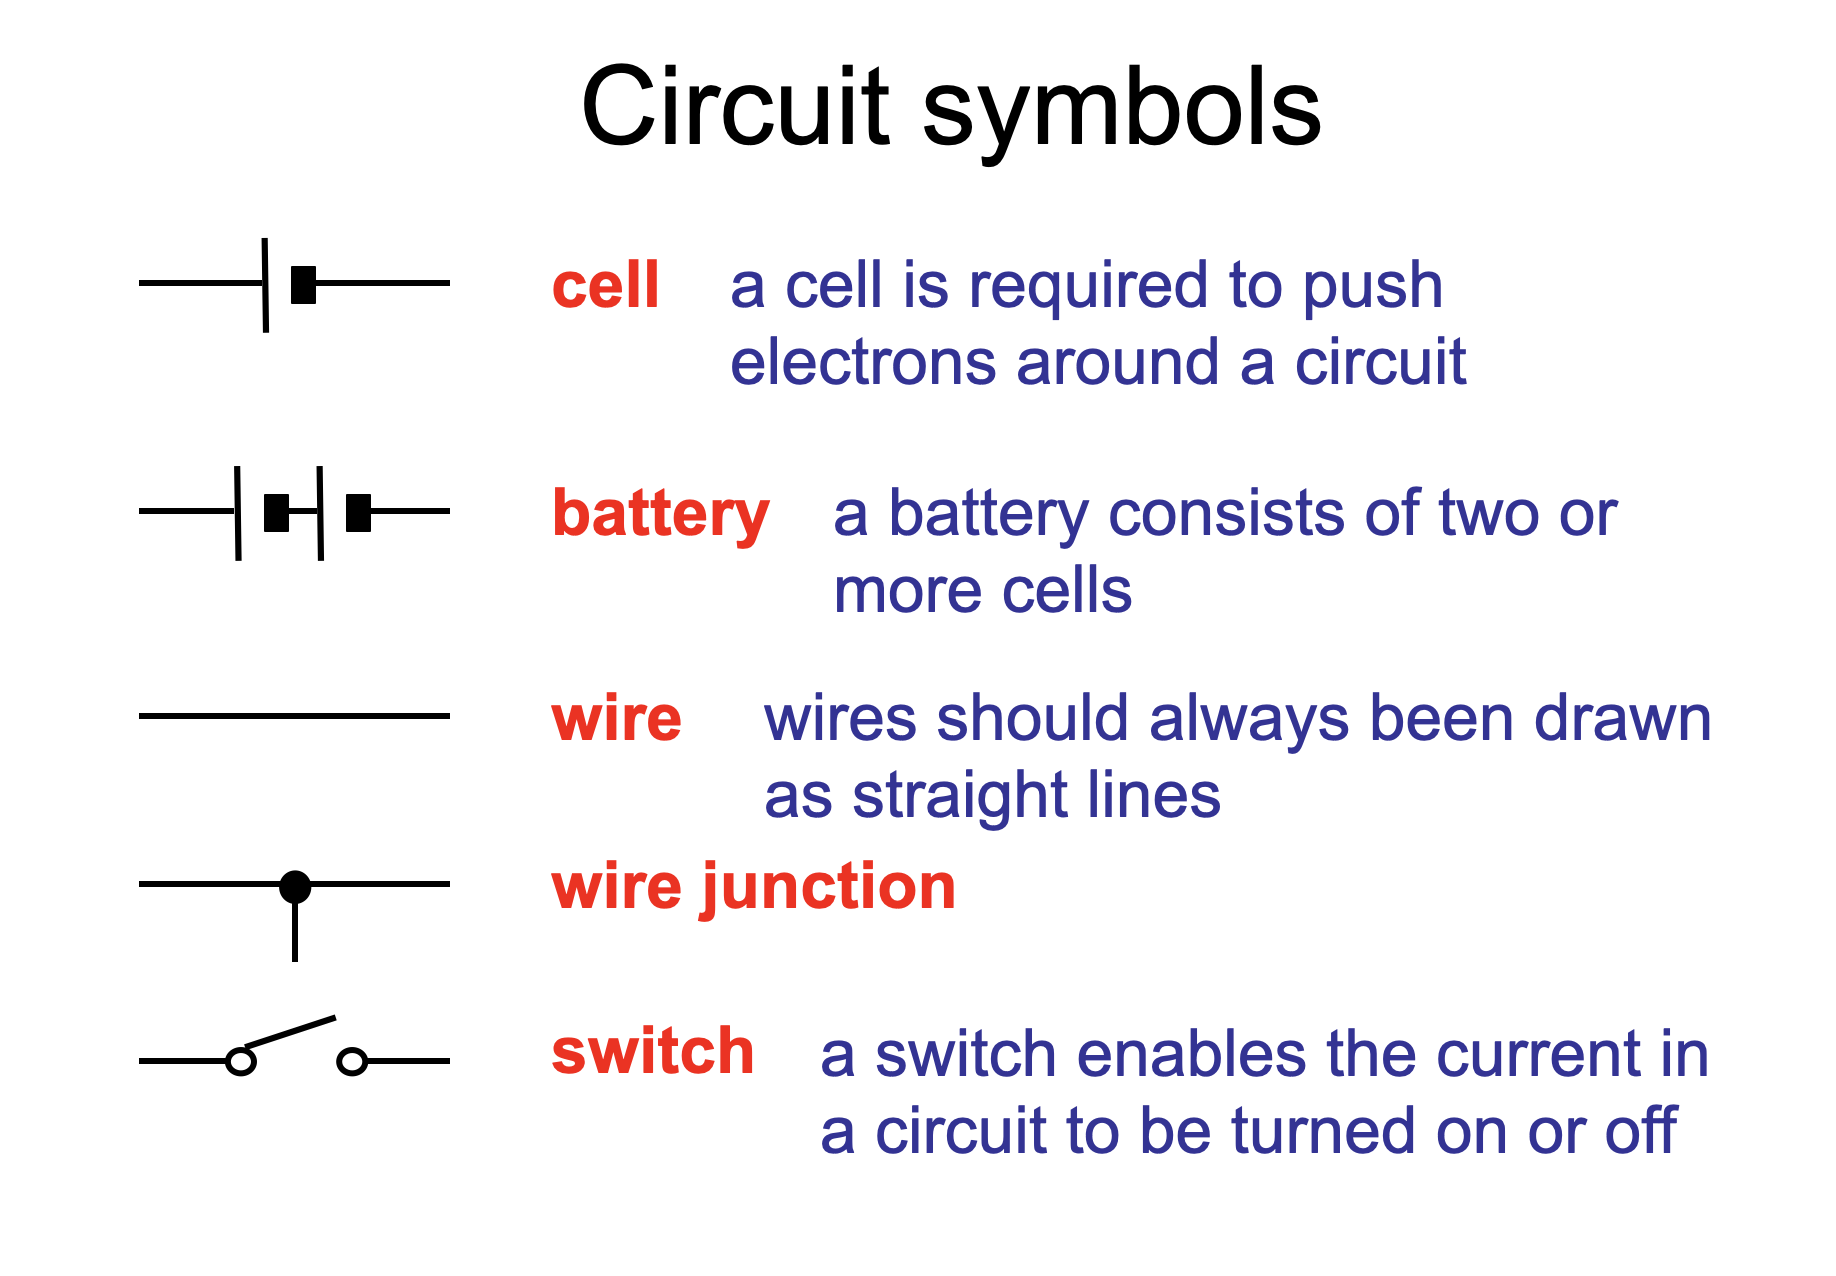 Circuit symbols
cell a cell is required to push
electrons around a circuit
battery a battery consists of two or
more cells
wire wires should always been drawn
as straight lines
wire junction
switch a switch enables the current in
a circuit to be turned on or off